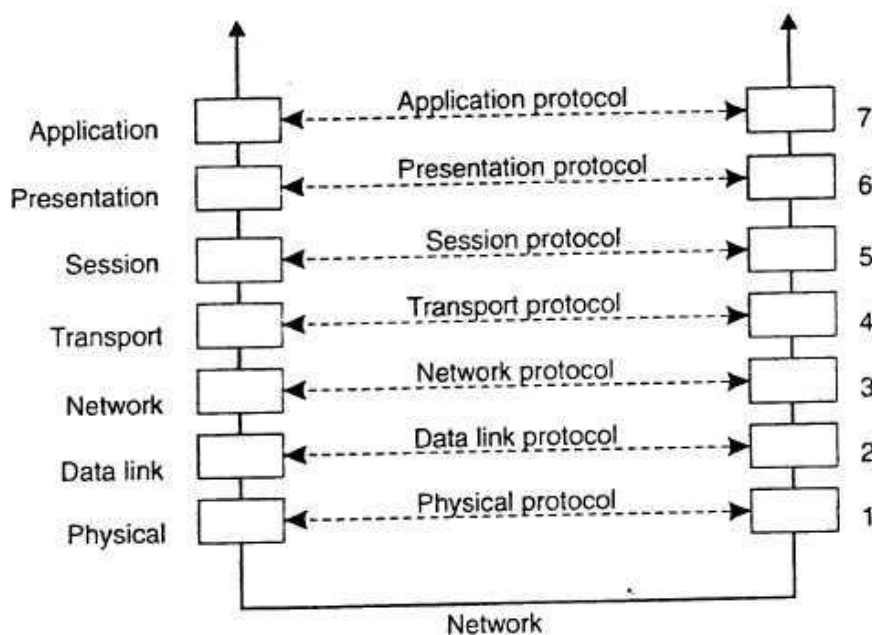 Application protocol
Application
7
Presentation protocol
Presentation
6
Session protocol
Session
5
Transport protocol
Transport
4
Network protocol
Network
3
Data link protocol
Data link
2
Physical protocol
Physical
1
Network